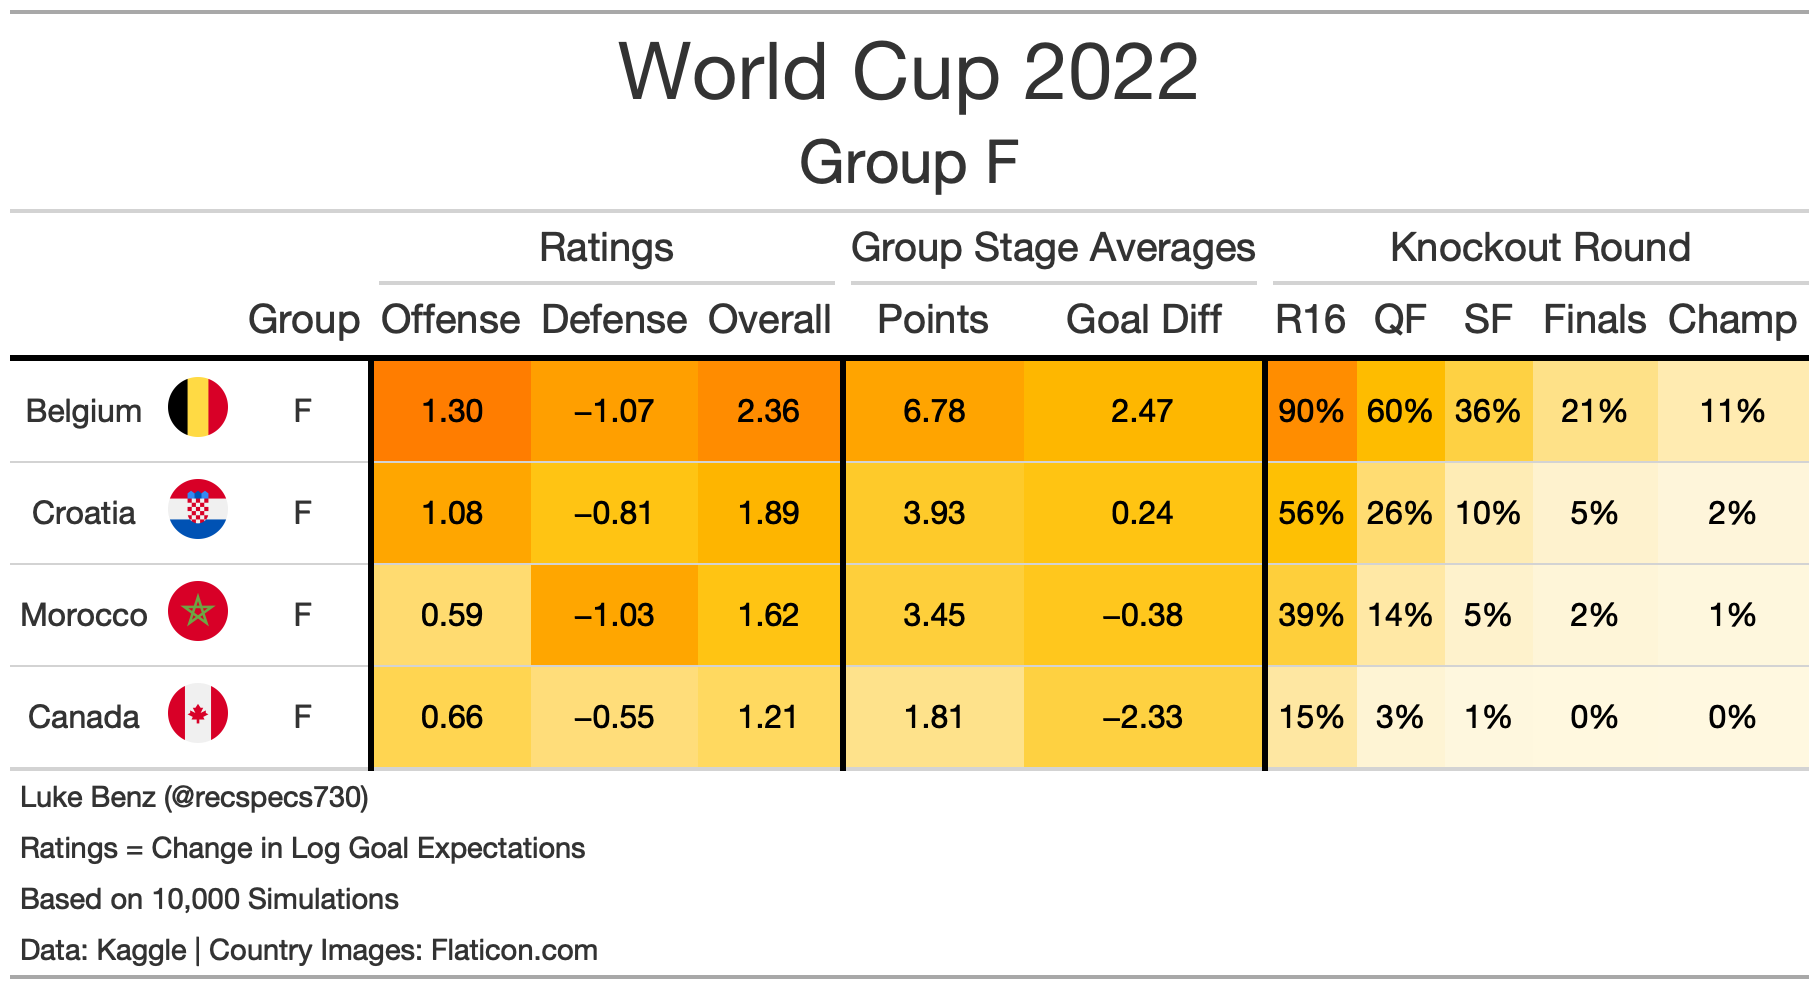 World Cup 2022
Group F
Ratings Group Stage Averages Knockout Round
Group Offense Defense Overall Points Goal Diff R16 QF SF Finals Champ
Belgium F 1.30 −1.07 2.36 6.78 2.47 90% 60% 36% 21% 11%
Croatia F 1.08 −0.81 1.89 3.93 0.24 56% 26% 10% 5% 2%
Morocco F 0.59 −1.03 1.62 3.45 −0.38 39% 14% 5% 2% 1%
Canada F 0.66 −0.55 1.21 1.81 −2.33 15% 3% 1% 0% 0%
Luke Benz (@recspecs730)
Ratings = Change in Log Goal Expectations
Based on 10,000 Simulations
Data: Kaggle | Country Images: Flaticon.com